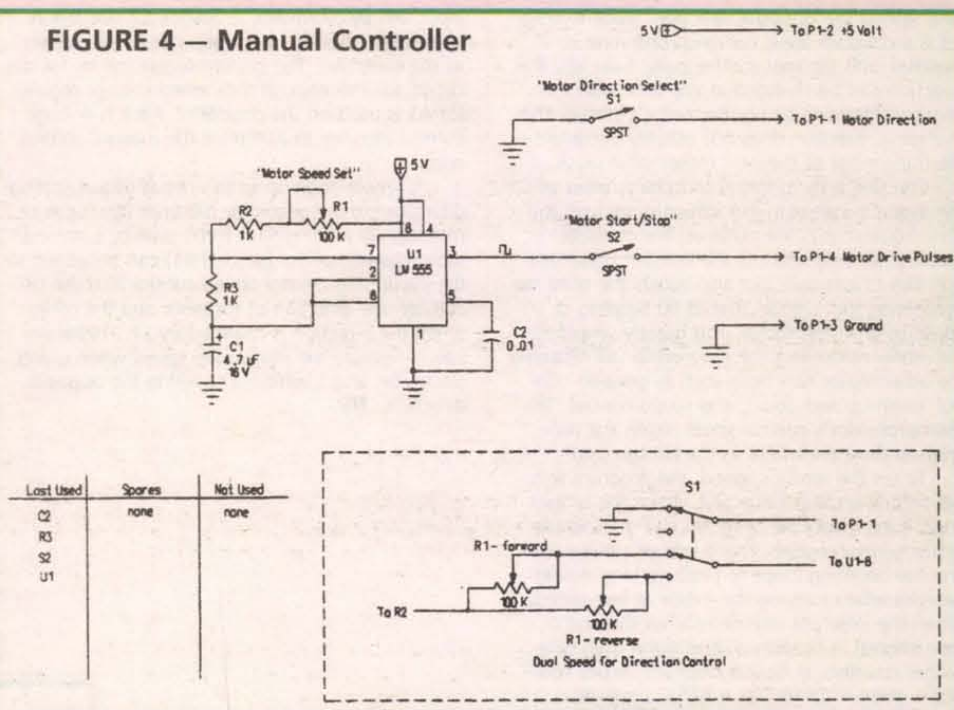 FIGURE 4 — Manual Controller
5 V
To P1-2 +5 Volt
"Motor Direction Select"
S1
SPST
To P1-1 Motor Direction
"Motor Speed Set"
5 V
R2
1K
R1
100 K
8
4
7
3
U1
LM 555
2
6
5
1
R3
1K
C1
4.7 uF
16V
C2
0.01
"Motor Start/Stop"
S2
SPST
To P1-4 Motor Drive Pulses
To P1-3 Ground
Last Used
Spares
Not Used
C2
none
none
R3
S2
U1
S1
To P1-1
R1- forward
To U1-8
100 K
To R2
100 K
R1- reverse
Dual Speed for Direction Control